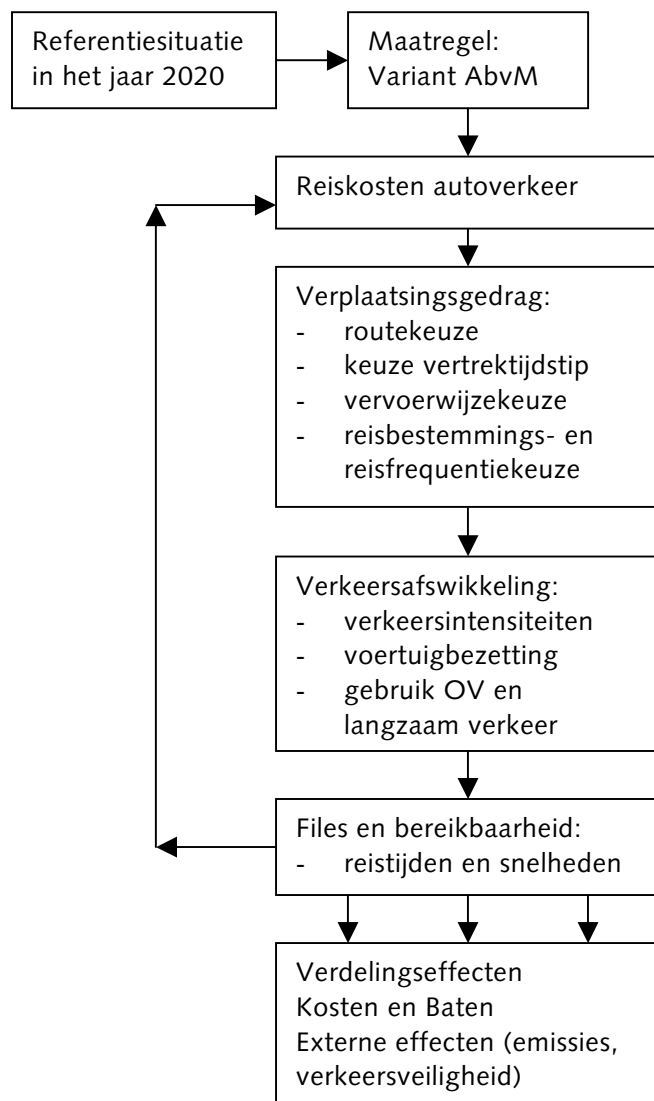 Referentiesituatie
in het jaar 2020
Maatregel:
Variant AbvM
Reiskosten autoverkeer
Verplaatsingsgedrag:
- routekeuze
- keuze vertrektijdstip
- vervoerwijzekeuze
- reisbestemmings- en
reisfrequentiekeuze
Verkeersafswikkeling:
- verkeersintensiteiten
- voertuigbezetting
- gebruik OV en
langzaam verkeer
Files en bereikbaarheid:
- reistijden en snelheden
Verdelingseffecten
Kosten en Baten
Externe effecten (emissies,
verkeersveiligheid)